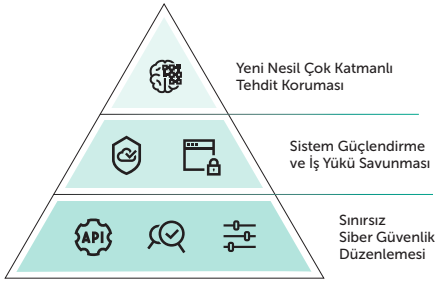 Yeni Nesil Çok Katmanlı
Tehdit Koruması
Sistem Güçlendirme
ve İş Yükü Savunması
API
Sınırsız
Siber Güvenlik
Düzenlemesi